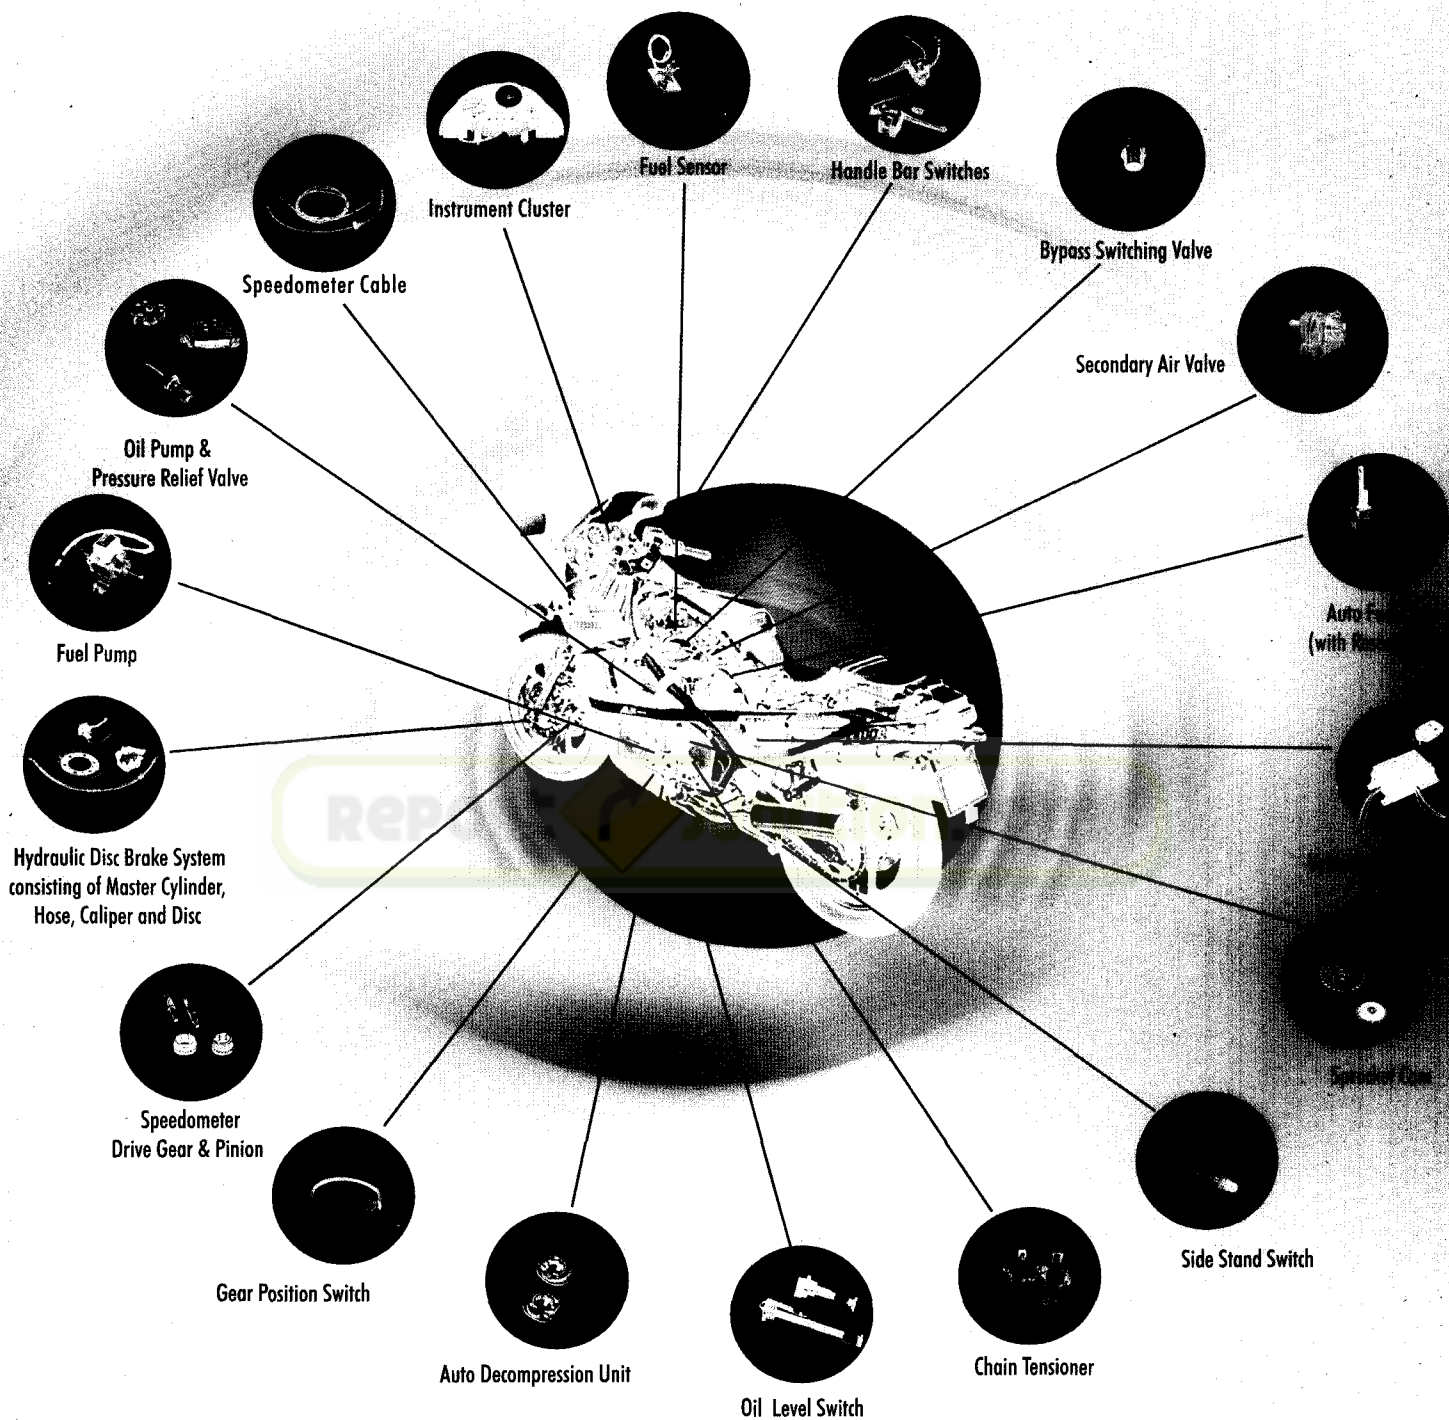 Fuel Sensor
Handle Bar Switches
Instrument Cluster
Bypass Switching Valve
Speedometer Cable
Secondary Air Valve
Oil Pump &
Pressure Relief Valve
Auto
(with
Fuel Pump
Hydraulic Disc Brake System
consisting of Master Cylinder,
Hose, Caliper and Disc
Speedometer
Drive Gear & Pinion
Gear Position Switch
Side Stand Switch
Auto Decompression Unit
Chain Tensioner
Oil Level Switch